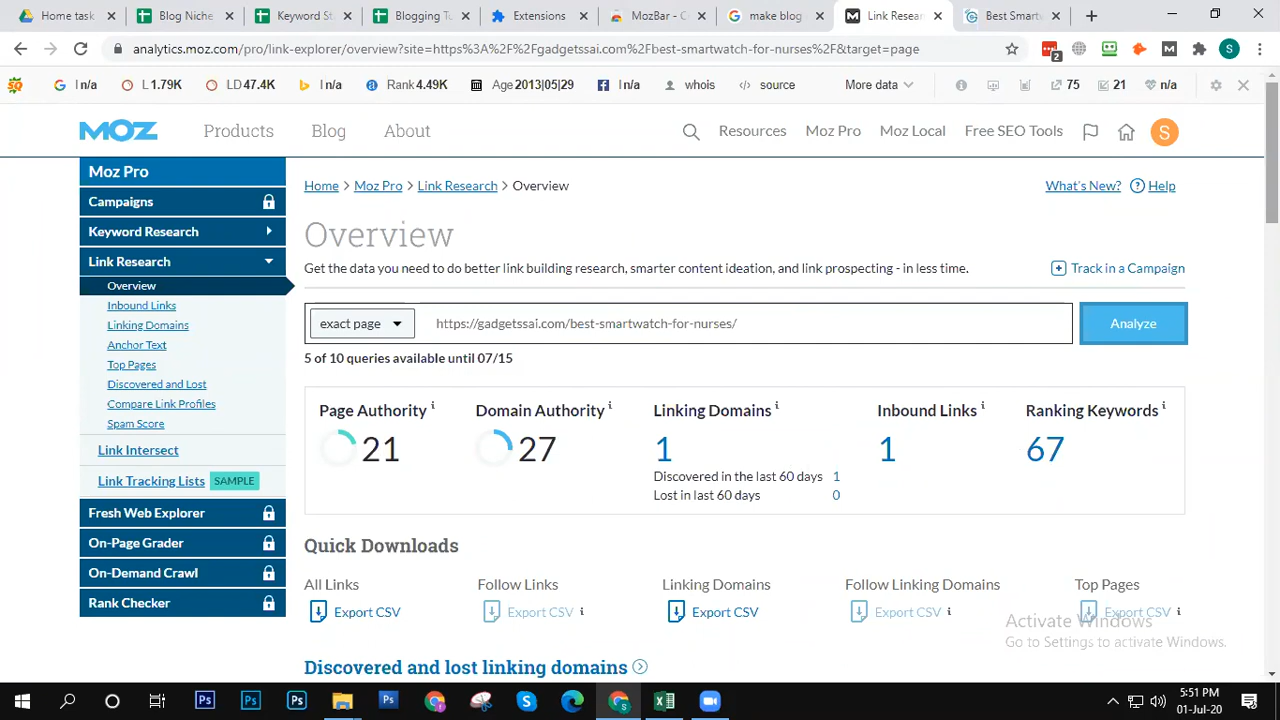 Home task
Blog Niche
Keyword St
Blogging To
Extensions
MozBar - C
make blog
Link Resear
Best Smartw
analytics.moz.com/pro/link-explorer/overview?site=https%3A%2F%2Fgadgetssai.com%2Fbest-smartwatch-for-nurses%2F&target=page
2
S
I n/a
L 1.79K
LD 47.4K
I n/a
Rank 4.49K
Age 2013|05|29
I n/a
whois
source
More data
75
21
n/a
MOZ
Products
Blog
About
Resources
Moz Pro
Moz Local
Free SEO Tools
S
Moz Pro
Campaigns
Keyword Research
Link Research
Overview
Inbound Links
Linking Domains
Anchor Text
Top Pages
Discovered and Lost
Compare Link Profiles
Spam Score
Link Intersect
Link Tracking Lists SAMPLE
Fresh Web Explorer
On-Page Grader
On-Demand Crawl
Rank Checker
Home > Moz Pro > Link Research > Overview
What's New? Help
Overview
Get the data you need to do better link building research, smarter content ideation, and link prospecting - in less time.
Track in a Campaign
exact page
https://gadgetssai.com/best-smartwatch-for-nurses/
Analyze
5 of 10 queries available until 07/15
Page Authority
21
Domain Authority
27
Linking Domains
1
Discovered in the last 60 days 1
Lost in last 60 days 0
Inbound Links
1
Ranking Keywords
67
Quick Downloads
All Links
Export CSV
Follow Links
Export CSV
Linking Domains
Export CSV
Follow Linking Domains
Export CSV
Top Pages
Export CSV
Activate Windows
Go to Settings to activate Windows.
Discovered and lost linking domains
5:51 PM
01-Jul-20